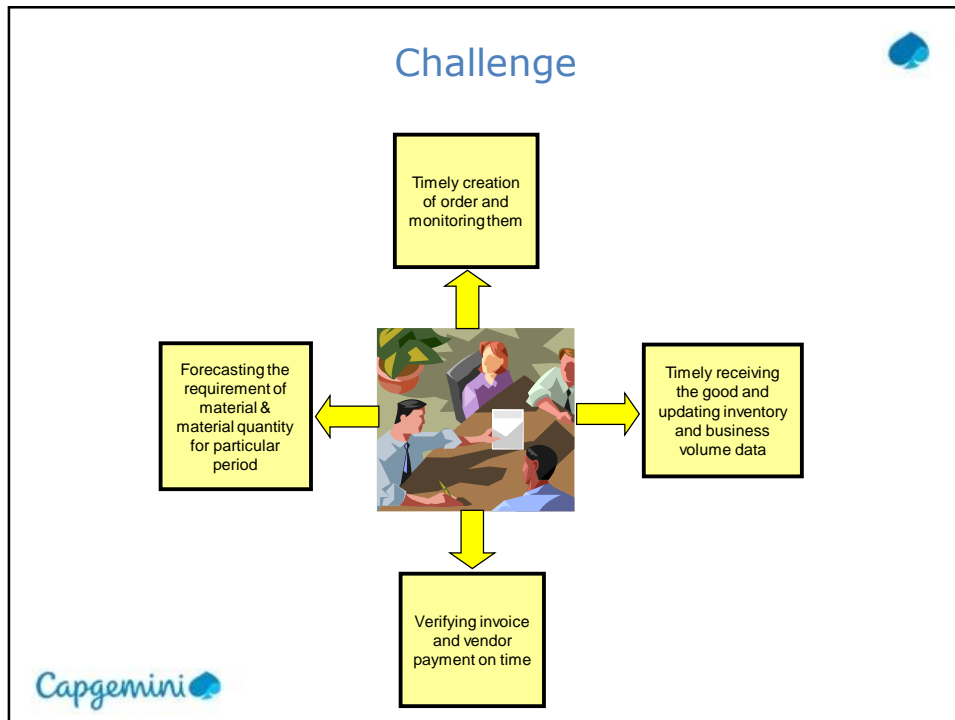 Challenge
Timely creation
of order and
monitoring them
Forecasting the
requirement of
material &
material quantity
for particular
period
Timely receiving
the good and
updating inventory
and business
volume data
Verifying invoice
and vendor
payment on time
Capgemini